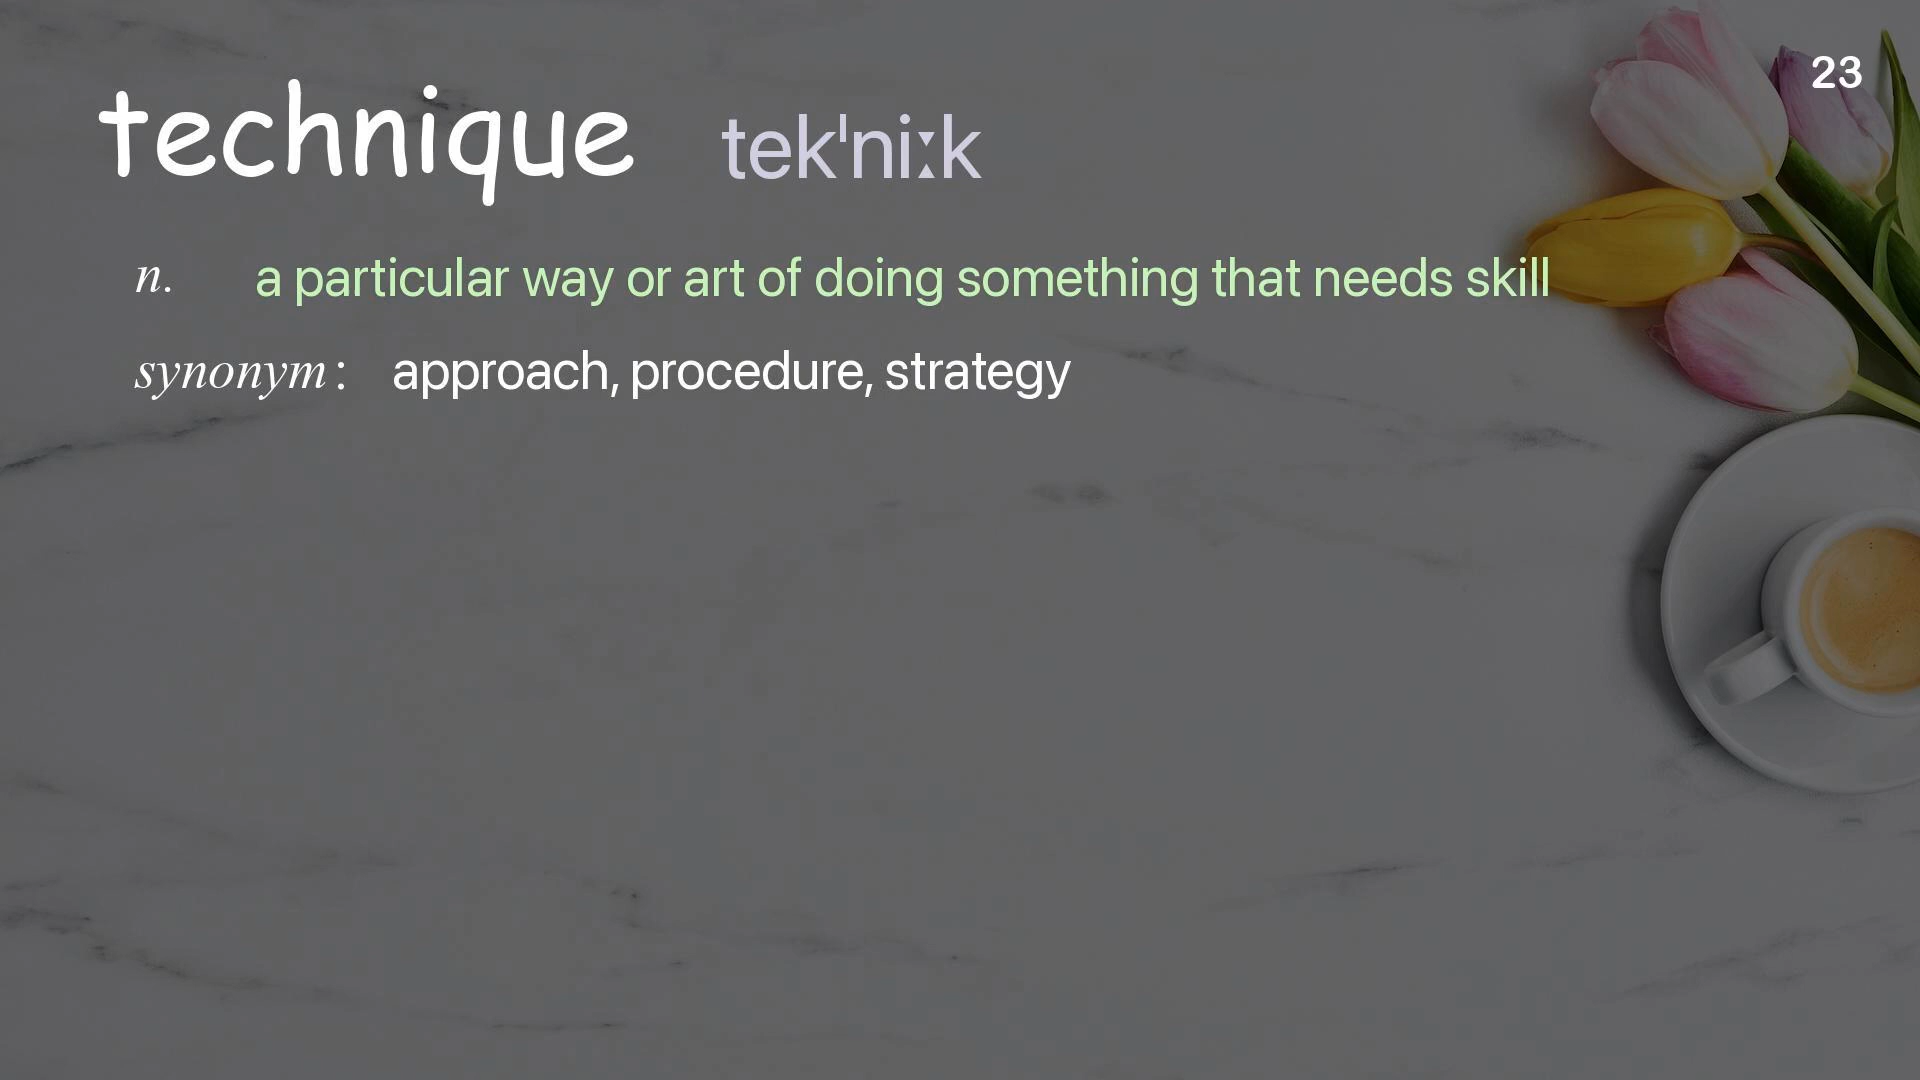 23
technique tekˈniːk
n. a particular way or art of doing something that needs skill
synonym : approach, procedure, strategy